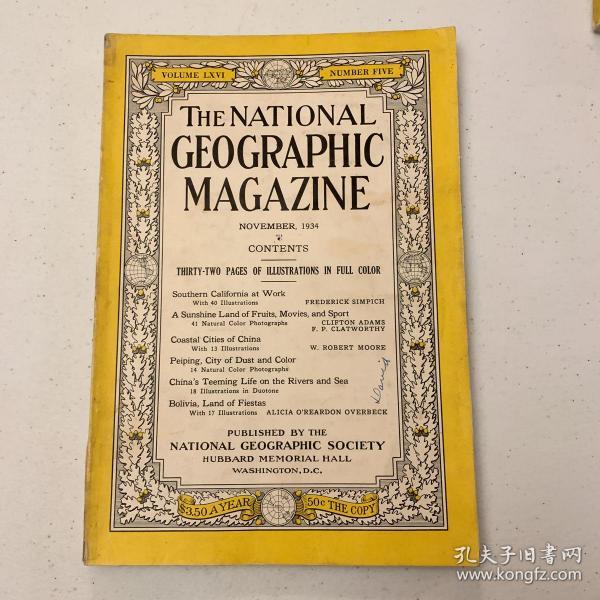 VOLUME LXVI
NUMBER FIVE
THE NATIONAL
GEOGRAPHIC
MAGAZINE
NOVEMBER, 1934
CONTENTS
THIRTY-TWO PAGES OF ILLUSTRATIONS IN FULL COLOR
Southern California at Work
With 40 Illustrations FREDERICK SIMPICH
A Sunshine Land of Fruits, Movies, and Sport
41 Natural Color Photographs CLIFTON ADAMS
F. P. CLATWORTHY
Coastal Cities of China
With 13 Illustrations W. ROBERT MOORE
Peiping, City of Dust and Color
14 Natural Color Photographs
China's Teeming Life on the Rivers and Sea
18 Illustrations in Duotone
Bolivia, Land of Fiestas
With 17 Illustrations ALICIA O'REARDON OVERBECK
PUBLISHED BY THE
NATIONAL GEOGRAPHIC SOCIETY
HUBBARD MEMORIAL HALL
WASHINGTON, D.C.
$3.50 A YEAR
50¢ THE COPY
孔夫子旧书网
www.kongfz.com